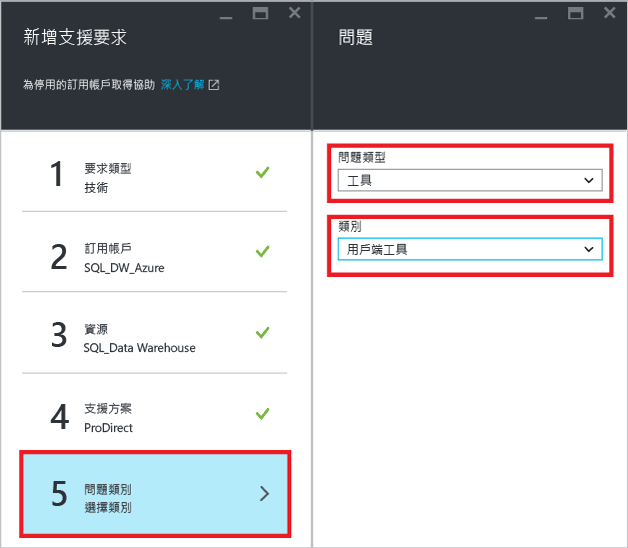 新增支援要求
為停用的訂用帳戶取得協助 深入了解
1
要求類型
技術
2
訂用帳戶
SQL_DW_Azure
3
資源
SQL_Data Warehouse
4
支援方案
ProDirect
5
問題類別
選擇類別
問題
問題類型
工具
類別
用戶端工具